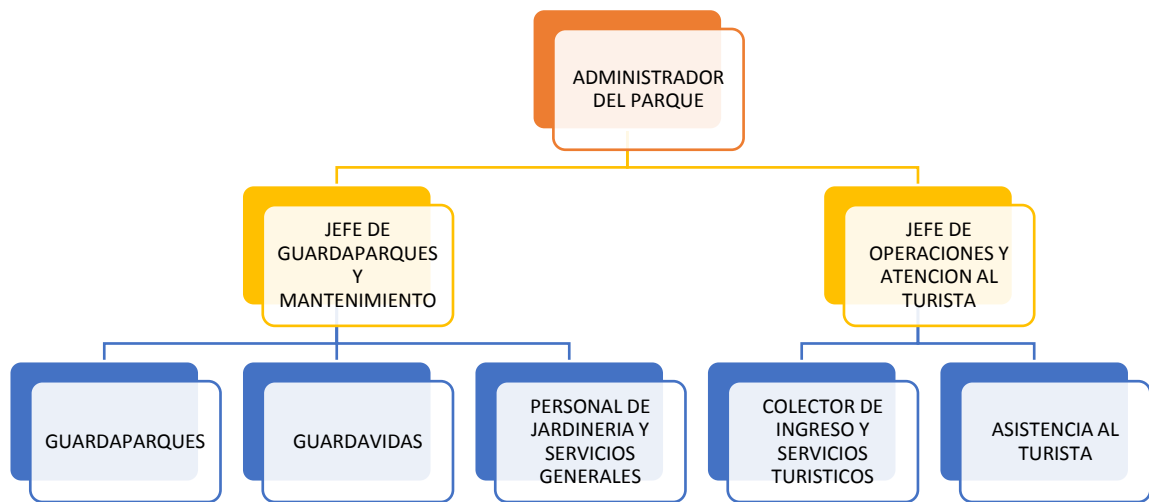 ADMINISTRADOR
DEL PARQUE
JEFE DE
GUARDAPARQUES
Y
MANTENIMIENTO
JEFE DE
OPERACIONES Y
ATENCION AL
TURISTA
GUARDAPARQUES
GUARDAVIDAS
PERSONAL DE
JARDINERIA Y
SERVICIOS
GENERALES
COLECTOR DE
INGRESO Y
SERVICIOS
TURISTICOS
ASISTENCIA AL
TURISTA